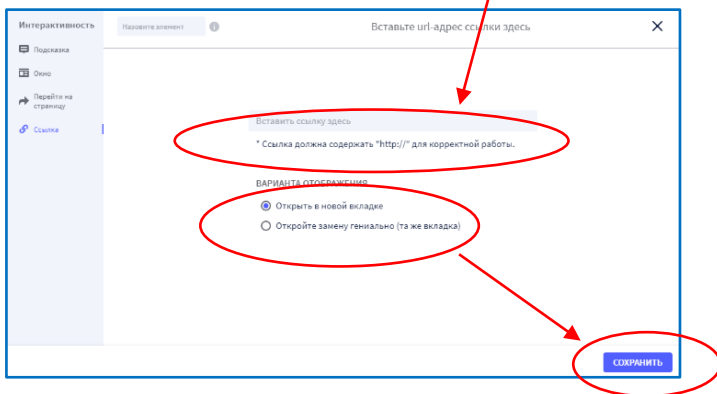 Интерактивность
Назовите элемент
Вставьте url-адрес ссылки здесь
Подсказка
Окно
Перейти на
страницу
Ссылка
Вставить ссылку здесь
* Ссылка должна содержать "http://" для корректной работы.
ВАРИАНТА ОТОБРАЖЕНИЯ
Открыть в новой вкладке
Откройте замену гениально (та же вкладка)
СОХРАНИТЬ